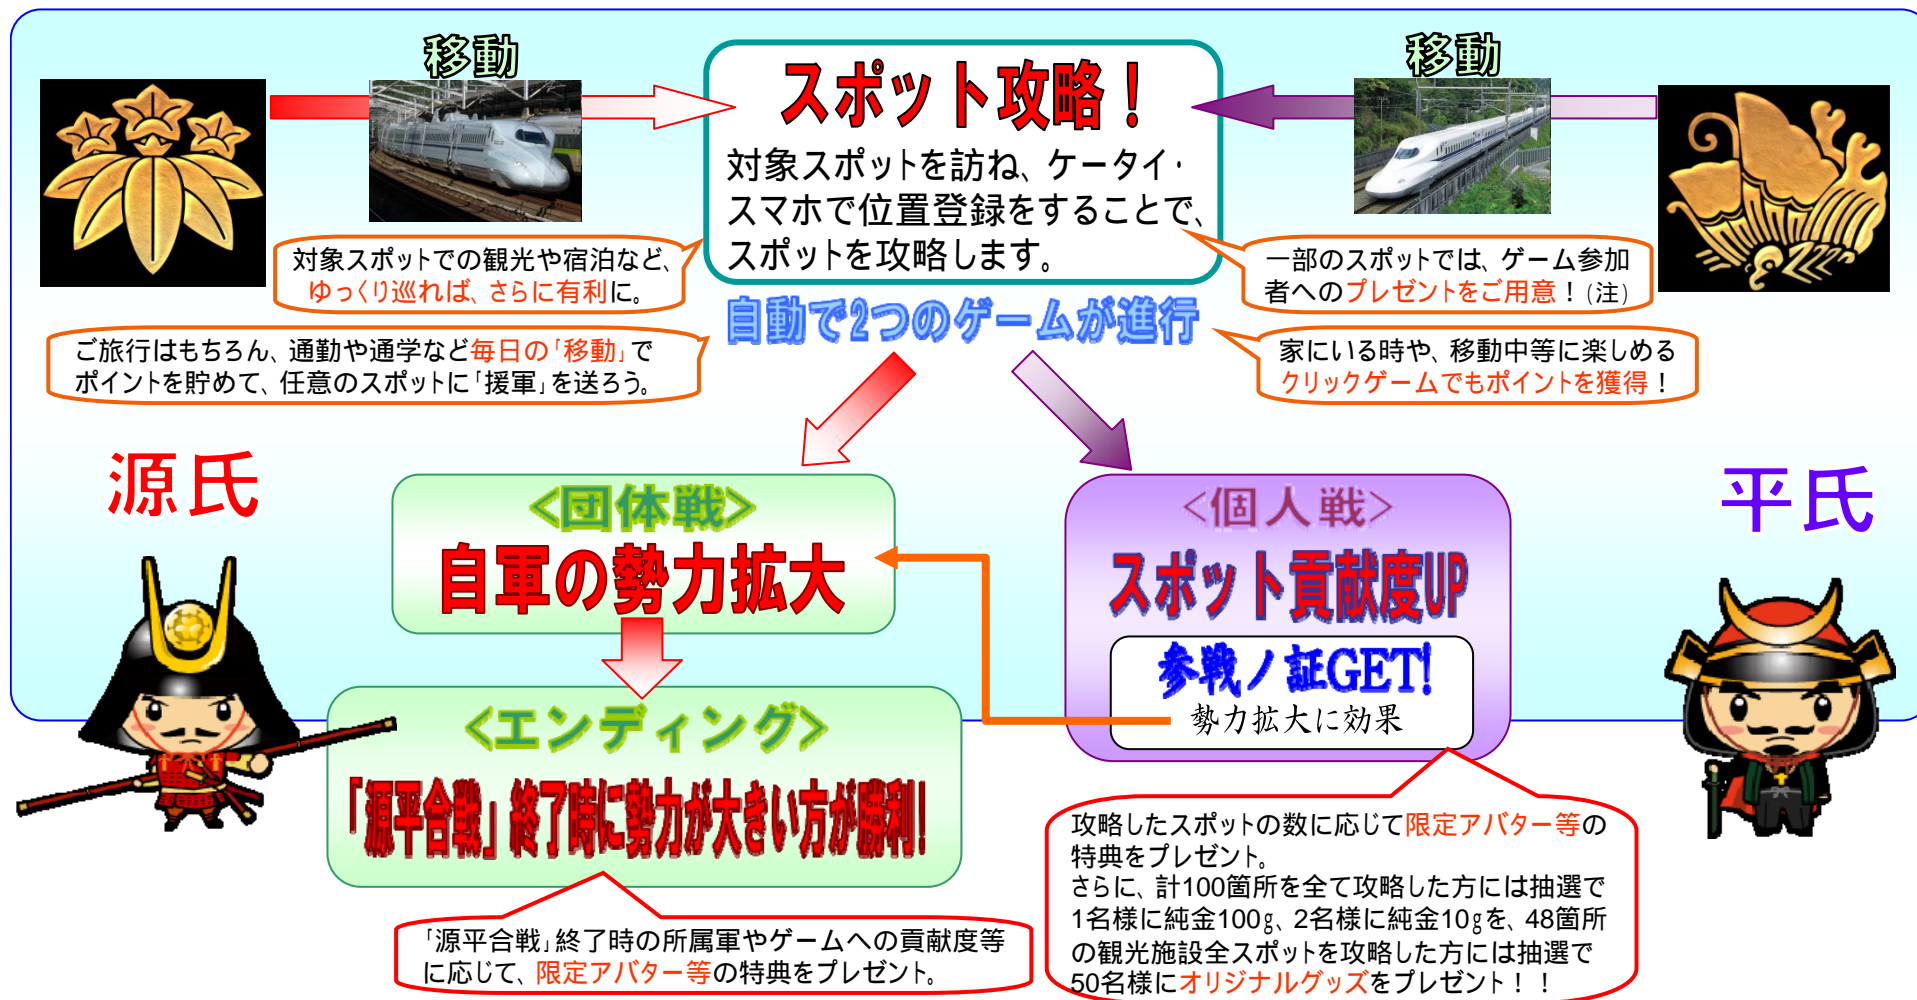 移動
移動
スポット攻略！
対象スポットを訪ね、ケータイ・
スマホで位置登録をすることで、
スポットを攻略します。
対象スポットでの観光や宿泊など、
ゆっくり巡れば、さらに有利に。
一部のスポットでは、ゲーム参加
者へのプレゼントをご用意！（注）
自動で2つのゲームが進行
ご旅行はもちろん、通勤や通学など毎日の「移動」で
ポイントを貯めて、任意のスポットに「援軍」を送ろう。
家にいる時や、移動中等に楽しめる
クリックゲームでもポイントを獲得！
源氏
平氏
＜団体戦＞
自軍の勢力拡大
＜個人戦＞
スポット貢献度UP
参戦ノ証GET!
勢力拡大に効果
＜エンディング＞
「源平合戦」終了時に勢力が大きい方が勝利!
「源平合戦」終了時の所属軍やゲームへの貢献度等
に応じて、限定アバター等の特典をプレゼント。
攻略したスポットの数に応じて限定アバター等の
特典をプレゼント。
さらに、計100箇所を全て攻略した方には抽選で
1名様に純金100g、2名様に純金10gを、48箇所
の観光施設全スポットを攻略した方には抽選で
50名様にオリジナルグッズをプレゼント！！